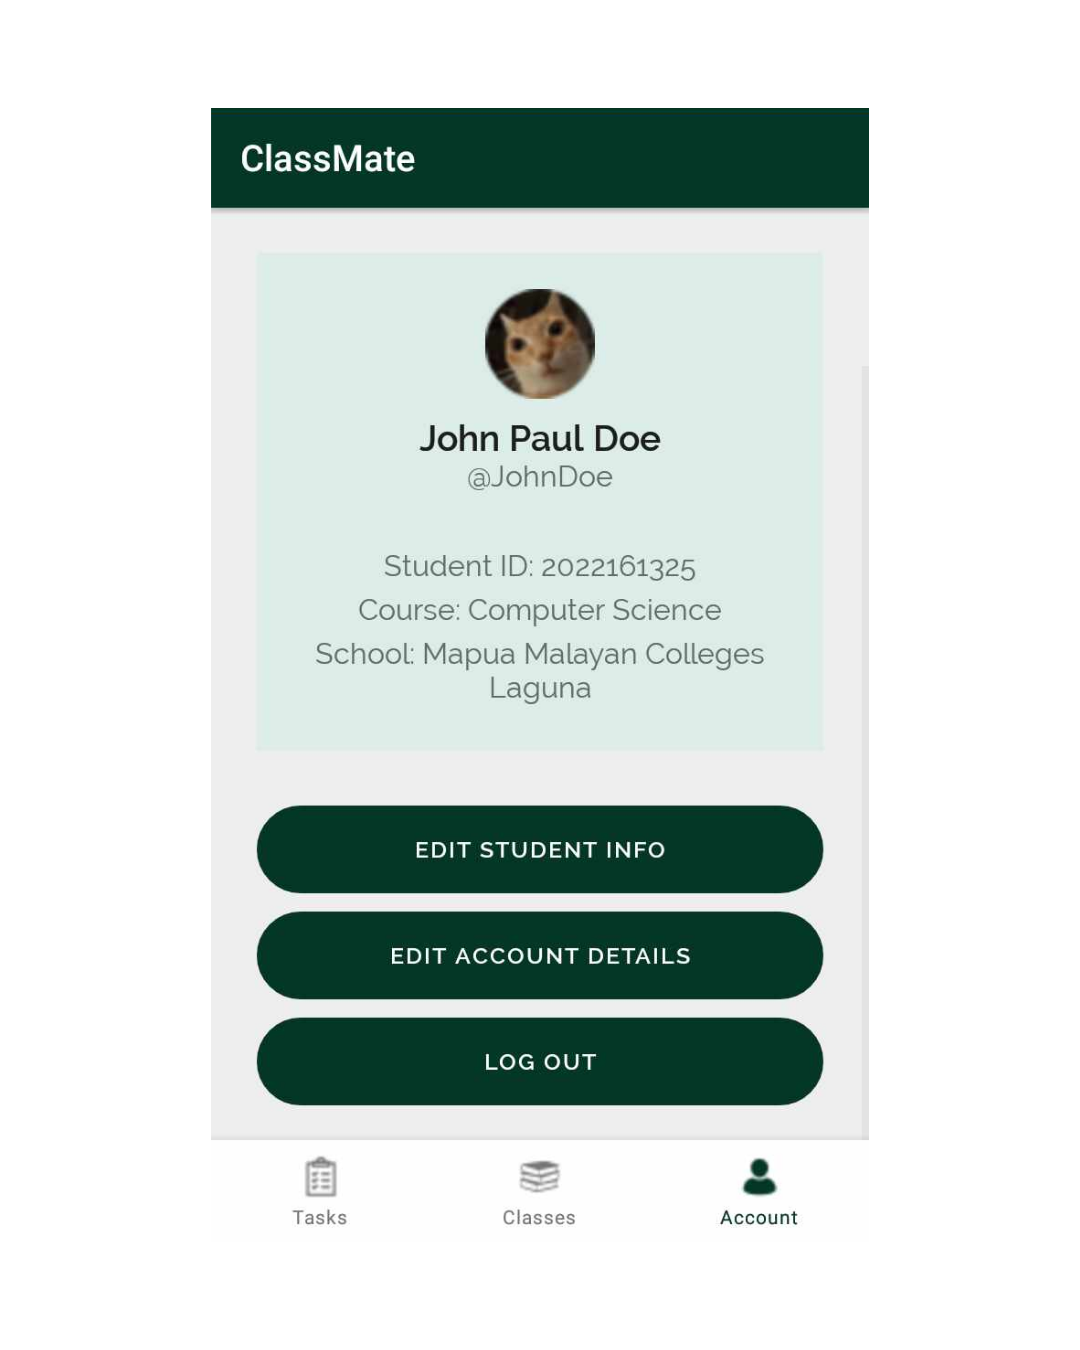 ClassMate
John Paul Doe
@JohnDoe
Student ID: 2022161325
Course: Computer Science
School: Mapua Malayan Colleges
Laguna
EDIT STUDENT INFO
EDIT ACCOUNT DETAILS
LOG OUT
Tasks
Classes
Account